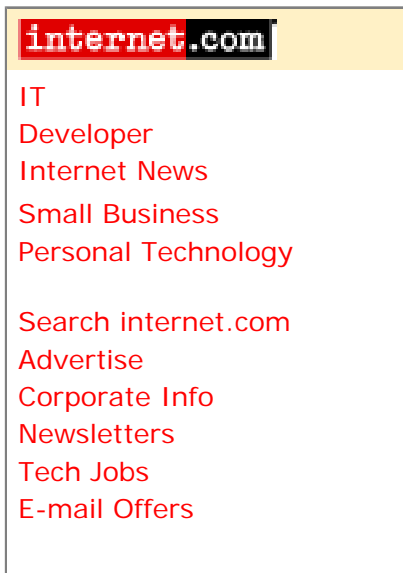 internet.com
IT
Developer
Internet News
Small Business
Personal Technology
Search internet.com
Advertise
Corporate Info
Newsletters
Tech Jobs
E-mail Offers